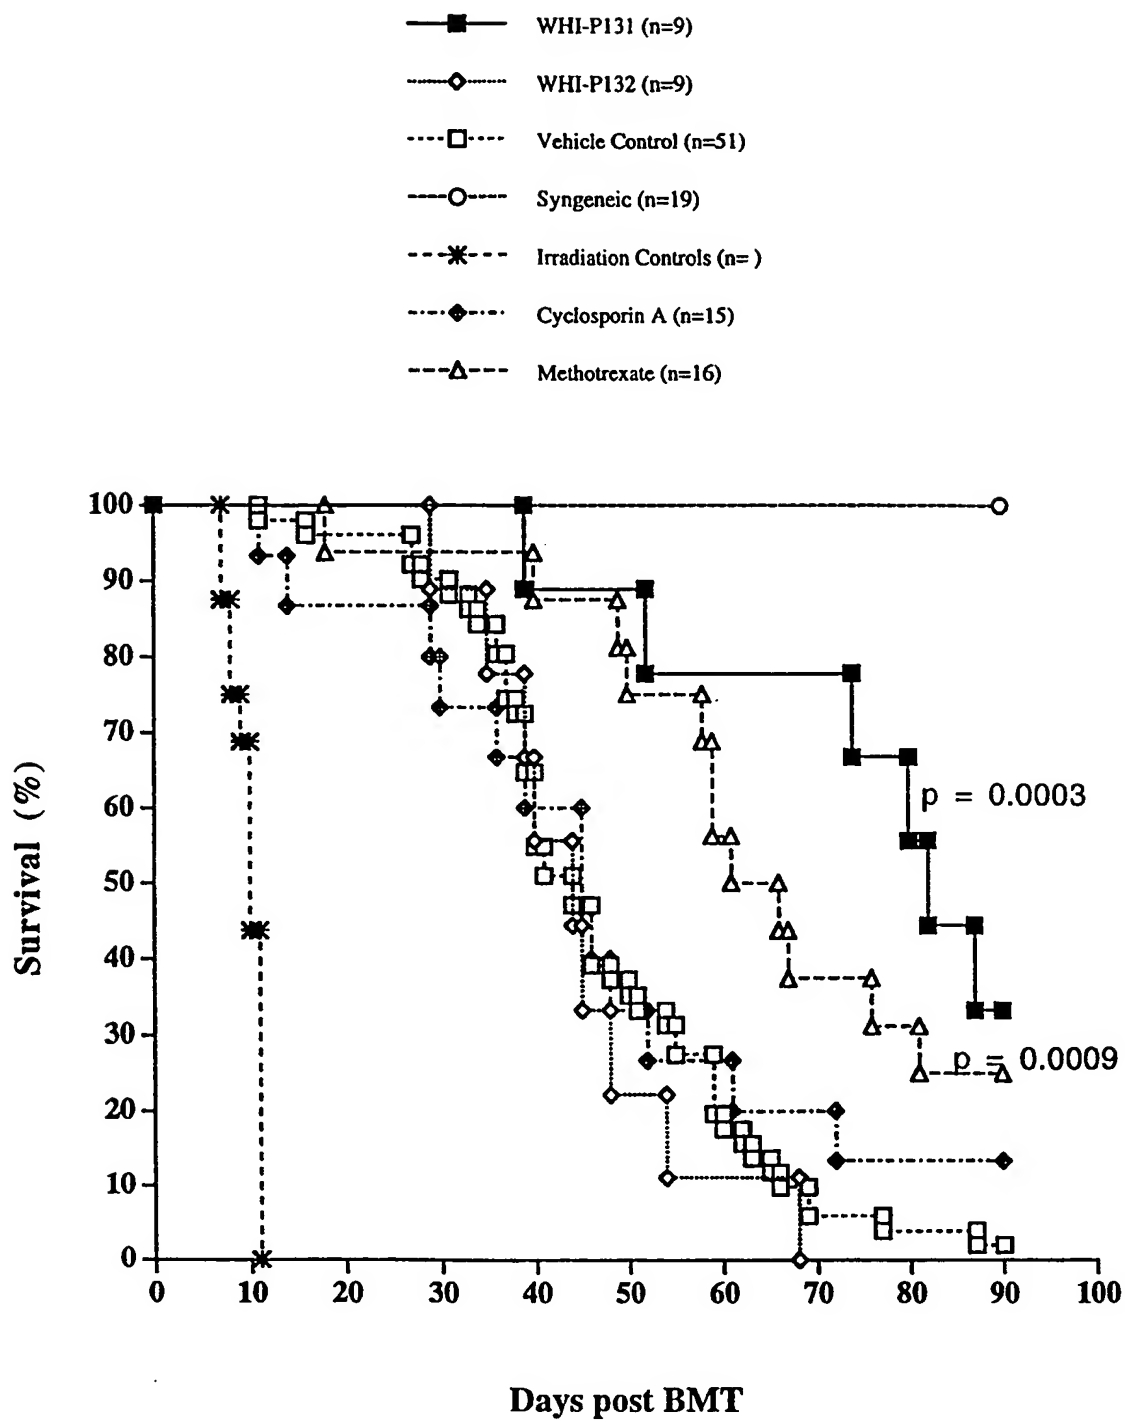 WHI-P131 (n=9)
WHI-P132 (n=9)
Vehicle Control (n=51)
Syngeneic (n=19)
Irradiation Controls (n= )
Cyclosporin A (n=15)
Methotrexate (n=16)
100
90
80
70
60
50
40
30
20
10
0
Survival (%)
p = 0.0003
p = 0.0009
0 10 20 30 40 50 60 70 80 90 100
Days post BMT